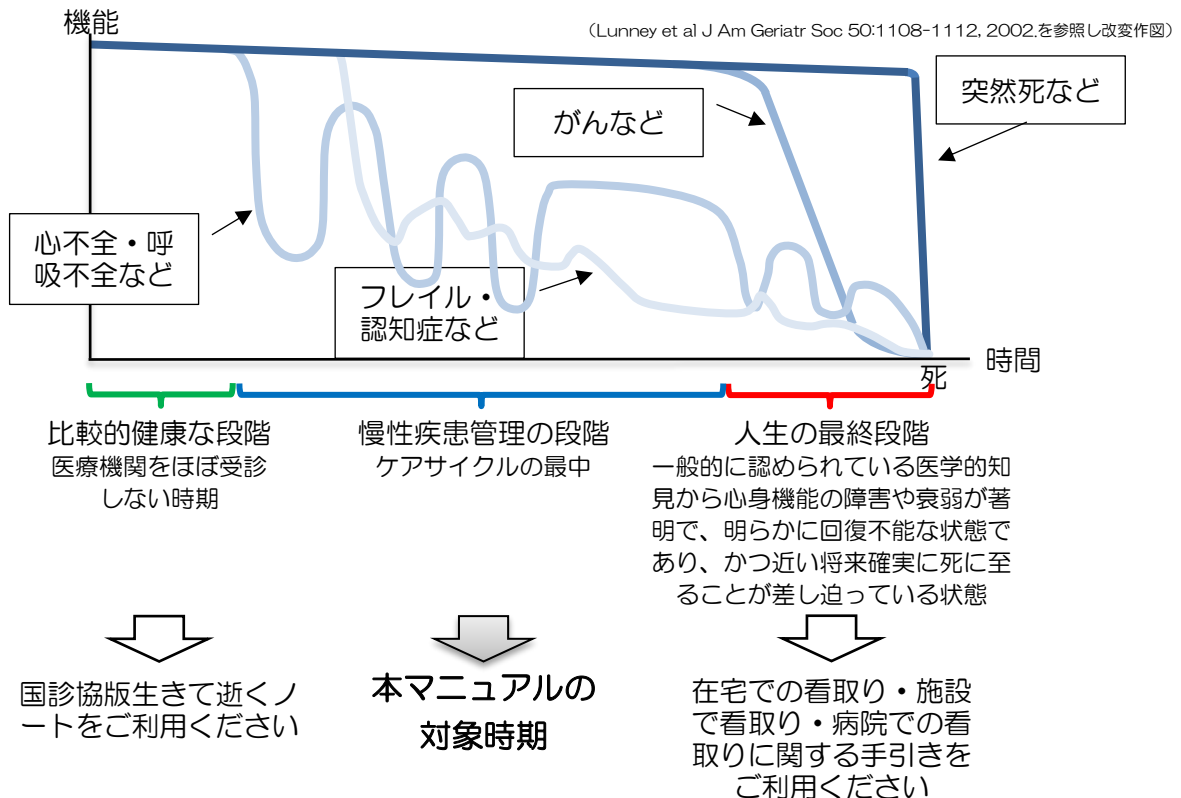 機能
（Lunney et al J Am Geriatr Soc 50:1108-1112, 2002.を参照し改変作図）
突然死など
がんなど
心不全・呼
吸不全など
フレイル・
認知症など
時間
死
比較的健康な段階
医療機関をほぼ受診
しない時期
慢性疾患管理の段階
ケアサイクルの最中
人生の最終段階
一般的に認められている医学的知
見から心身機能の障害や衰弱が著
明で、明らかに回復不能な状態で
あり、かつ近い将来確実に死に至
ることが差し迫っている状態
国診協版生きて逝くノ
ートをご利用ください
本マニュアルの
対象時期
在宅での看取り・施設
で看取り・病院での看
取りに関する手引きを
ご利用ください